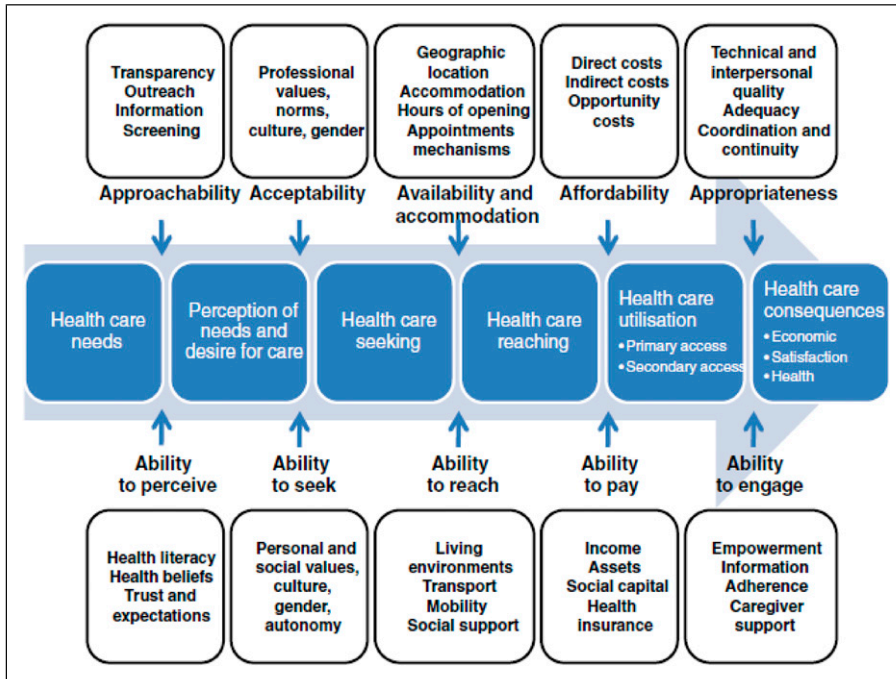 Transparency
Outreach
Information
Screening
Professional
values,
norms,
culture, gender
Geographic
location
Accommodation
Hours of opening
Appointments
mechanisms
Direct costs
Indirect costs
Opportunity
costs
Technical and
interpersonal
quality
Adequacy
Coordination and
continuity
Approachability
Acceptability
Availability and
accommodation
Affordability
Appropriateness
Health care
needs
Perception of
needs and
desire for care
Health care
seeking
Health care
reaching
Health care
utilisation
• Primary access
• Secondary access
Health care
consequences
• Economic
• Satisfaction
• Health
Ability
to perceive
Ability
to seek
Ability
to reach
Ability
to pay
Ability
to engage
Health literacy
Health beliefs
Trust and
expectations
Personal and
social values,
culture,
gender,
autonomy
Living
environments
Transport
Mobility
Social support
Income
Assets
Social capital
Health
insurance
Empowerment
Information
Adherence
Caregiver
support